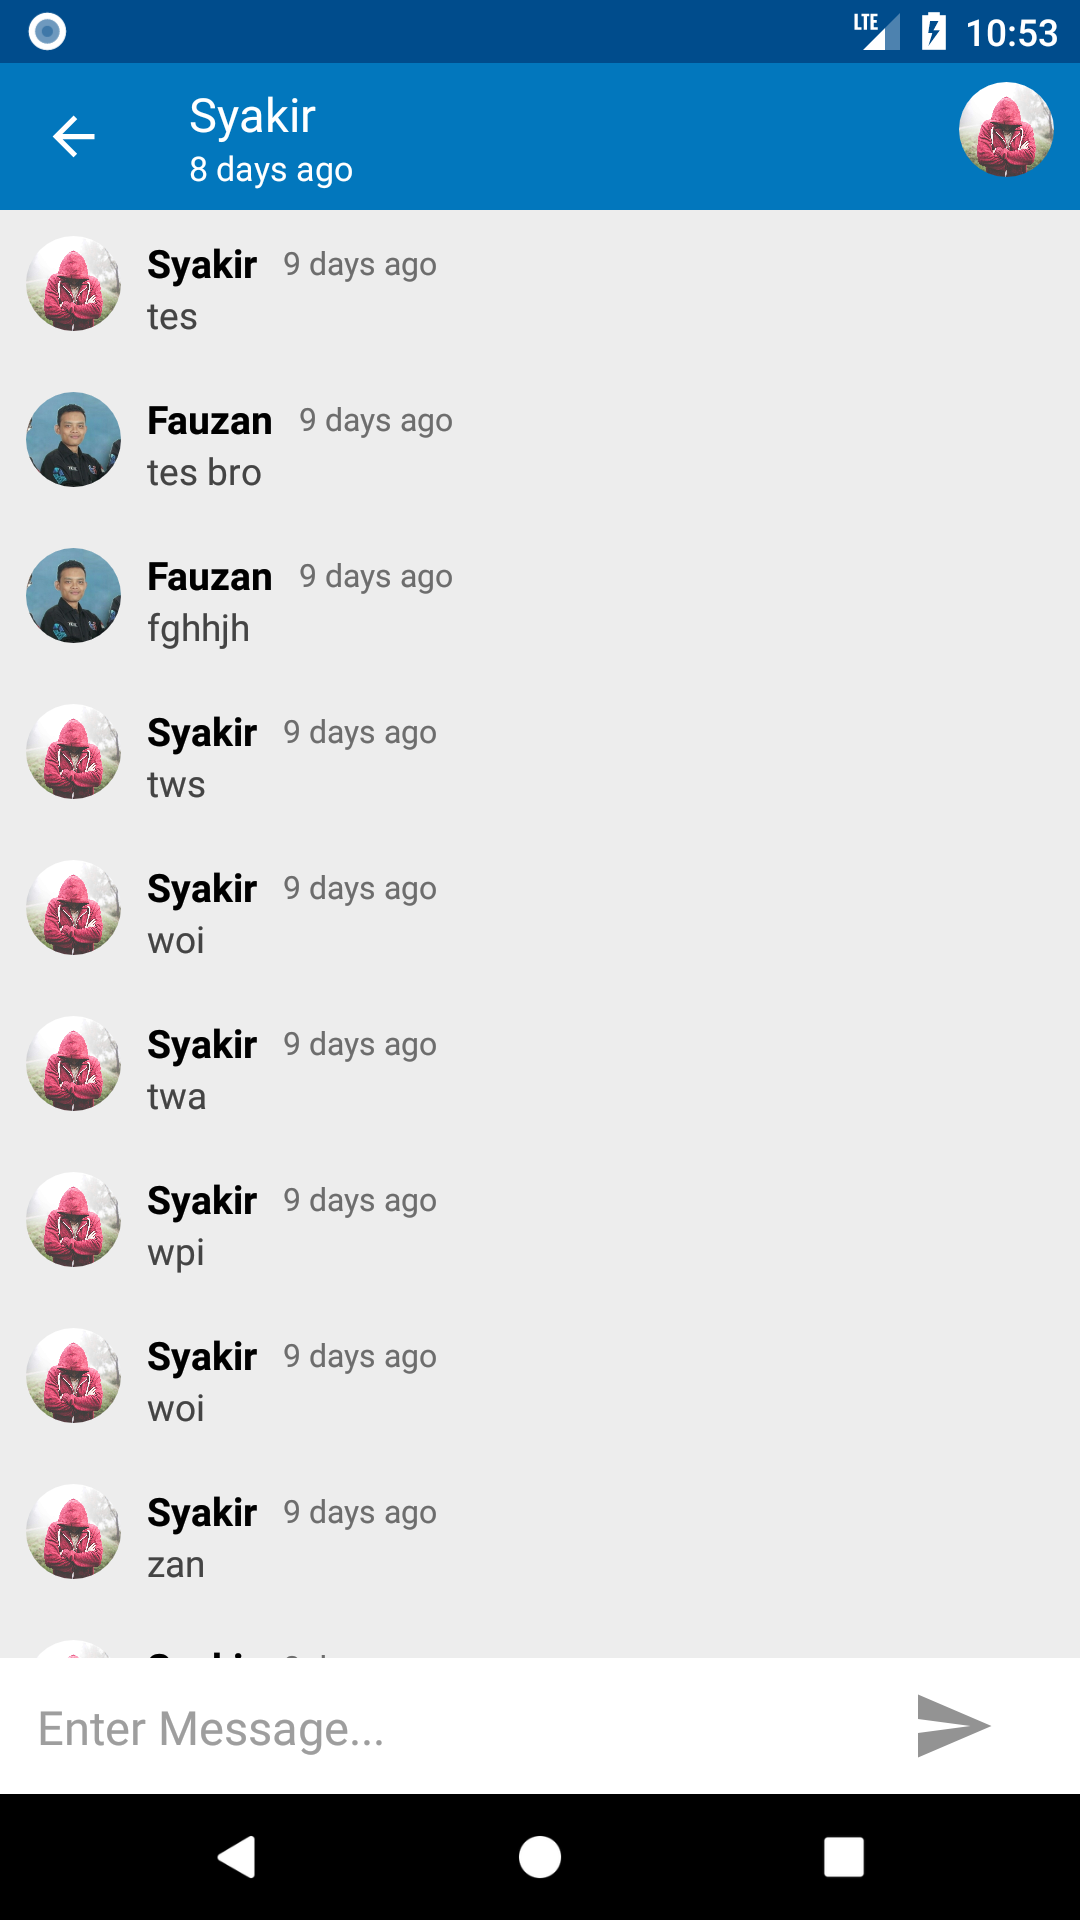 LTE 10:53
Syakir
8 days ago
Syakir 9 days ago
tes
Fauzan 9 days ago
tes bro
Fauzan 9 days ago
fghhjh
Syakir 9 days ago
tws
Syakir 9 days ago
woi
Syakir 9 days ago
twa
Syakir 9 days ago
wpi
Syakir 9 days ago
woi
Syakir 9 days ago
zan
Enter Message...